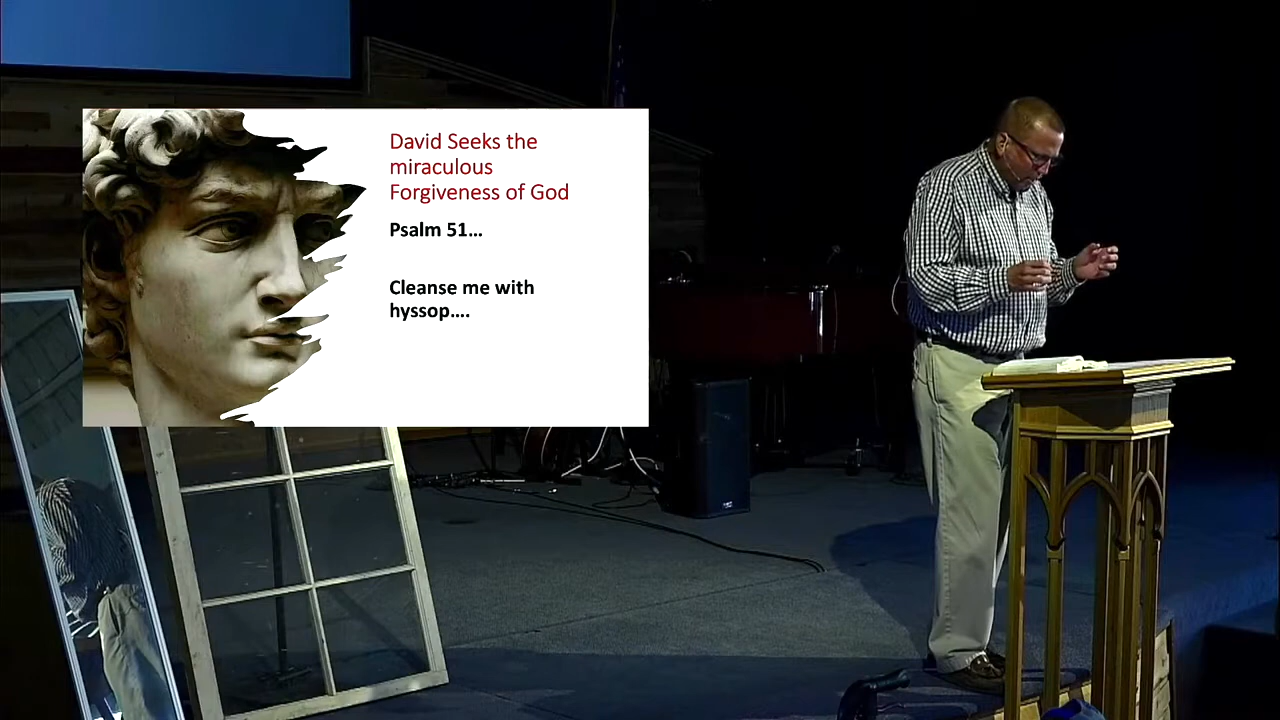 David Seeks the
miraculous
Forgiveness of God
Psalm 51...
Cleanse me with
hyssop....